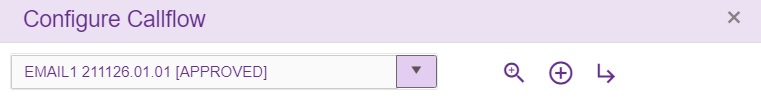 Configure Callflow
EMAIL1 211126.01.01 [APPROVED]